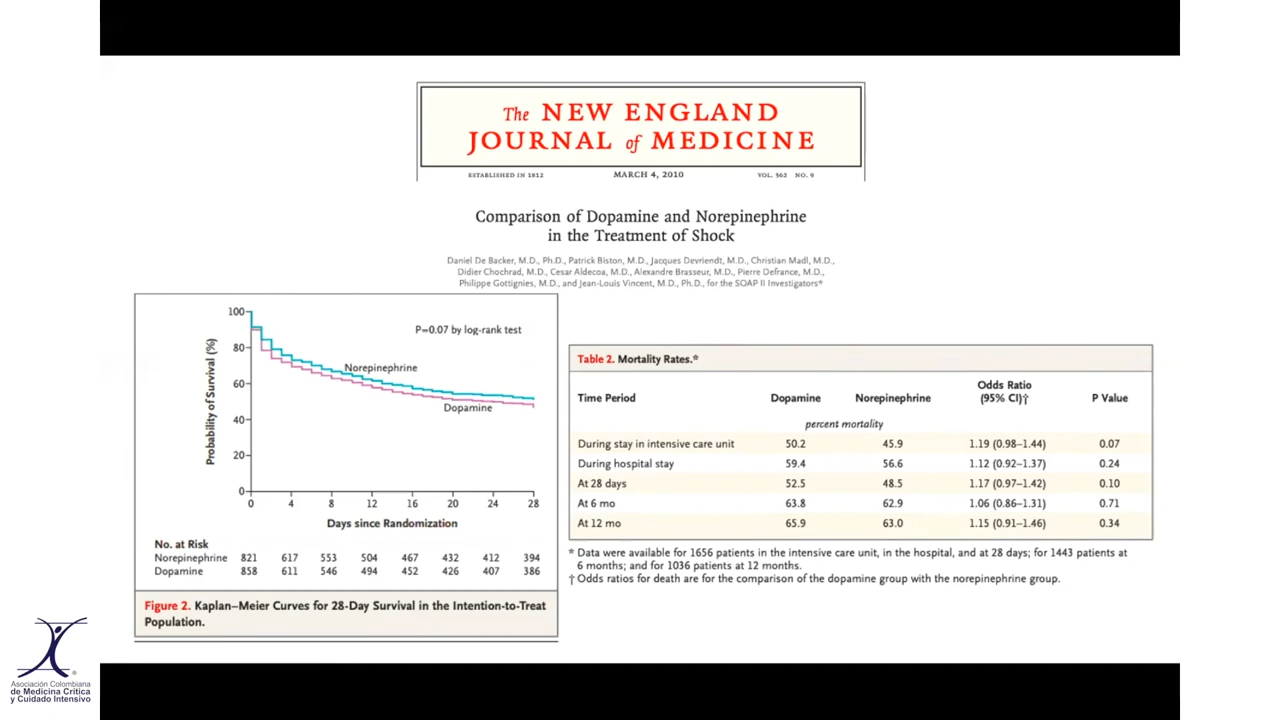 The NEW ENGLAND
JOURNAL of MEDICINE
ESTABLISHED IN 1812 MARCH 4, 2010 VOL. 362 NO. 9
Comparison of Dopamine and Norepinephrine
in the Treatment of Shock
Daniel De Backer, M.D., Ph.D., Patrick Biston, M.D., Jacques Devriendt, M.D., Christian Madl, M.D.,
Didier Chochrad, M.D., Cesar Aldecoa, M.D., Alexandre Brasseur, M.D., Pierre Defrance, M.D.,
Philippe Gottignies, M.D., and Jean-Louis Vincent, M.D., Ph.D., for the SOAP II Investigators*
100
80
60
40
20
0
Probability of Survival (%)
P=0.07 by log-rank test
Norepinephrine
Dopamine
0 4 8 12 16 20 24 28
Days since Randomization
No. at Risk
Norepinephrine 821 617 553 504 467 432 412 394
Dopamine 858 611 546 494 452 426 407 386
Figure 2. Kaplan–Meier Curves for 28-Day Survival in the Intention-to-Treat
Population.
Table 2. Mortality Rates.*
Time Period Dopamine Norepinephrine Odds Ratio (95% CI)† P Value
percent mortality
During stay in intensive care unit 50.2 45.9 1.19 (0.98–1.44) 0.07
During hospital stay 59.4 56.6 1.12 (0.92–1.37) 0.24
At 28 days 52.5 48.5 1.17 (0.97–1.42) 0.10
At 6 mo 63.8 62.9 1.06 (0.86–1.31) 0.71
At 12 mo 65.9 63.0 1.15 (0.91–1.46) 0.34
* Data were available for 1656 patients in the intensive care unit, in the hospital, and at 28 days; for 1443 patients at
6 months; and for 1036 patients at 12 months.
† Odds ratios for death are for the comparison of the dopamine group with the norepinephrine group.
®
Asociación Colombiana
de Medicina Crítica
y Cuidado Intensivo